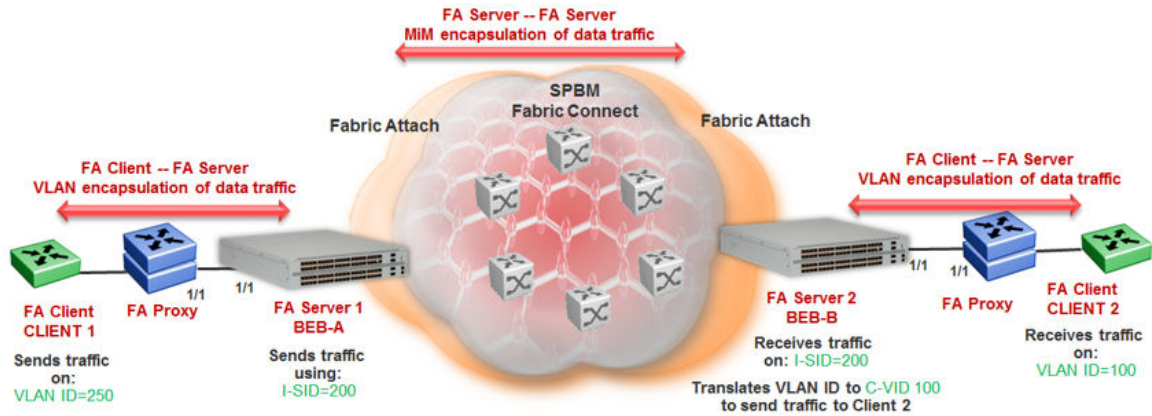 FA Server -- FA Server
MiM encapsulation of data traffic
SPBM
Fabric Connect
Fabric Attach
Fabric Attach
FA Client -- FA Server
VLAN encapsulation of data traffic
FA Client -- FA Server
VLAN encapsulation of data traffic
1/1
1/1
1/1
1/1
FA Client
CLIENT 1
Sends traffic
on:
VLAN ID=250
FA Proxy
FA Server 1
BEB-A
Sends traffic
using:
I-SID=200
FA Server 2
BEB-B
Receives traffic
on: I-SID=200
Translates VLAN ID to C-VID 100
to send traffic to Client 2
FA Proxy
FA Client
CLIENT 2
Receives traffic
on:
VLAN ID=100